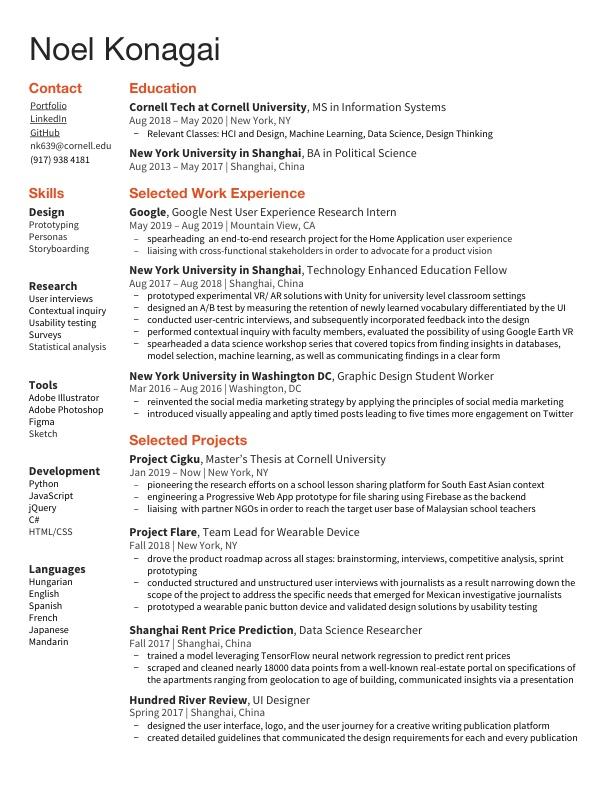 Noel Konagai
Contact
Portfolio
LinkedIn
GitHub
nk639@cornell.edu
(917) 938 4181
Skills
Design
Prototyping
Personas
Storyboarding
Research
User interviews
Contextual inquiry
Usability testing
Surveys
Statistical analysis
Tools
Adobe Illustrator
Adobe Photoshop
Figma
Sketch
Development
Python
JavaScript
jQuery
C#
HTML/CSS
Languages
Hungarian
English
Spanish
French
Japanese
Mandarin
Education
Cornell Tech at Cornell University, MS in Information Systems
Aug 2018 – May 2020 | New York, NY
– Relevant Classes: HCI and Design, Machine Learning, Data Science, Design Thinking
New York University in Shanghai, BA in Political Science
Aug 2013 – May 2017 | Shanghai, China
Selected Work Experience
Google, Google Nest User Experience Research Intern
May 2019 – Aug 2019 | Mountain View, CA
– spearheading an end-to-end research project for the Home Application user experience
– liaising with cross-functional stakeholders in order to advocate for a product vision
New York University in Shanghai, Technology Enhanced Education Fellow
Aug 2017 – Aug 2018 | Shanghai, China
– prototyped experimental VR/ AR solutions with Unity for university level classroom settings
– designed an A/B test by measuring the retention of newly learned vocabulary differentiated by the UI
– conducted user-centric interviews, and subsequently incorporated feedback into the design
– performed contextual inquiry with faculty members, evaluated the possibility of using Google Earth VR
– spearheaded a data science workshop series that covered topics from finding insights in databases,
model selection, machine learning, as well as communicating findings in a clear form
New York University in Washington DC, Graphic Design Student Worker
Mar 2016 – Aug 2016 | Washington, DC
– reinvented the social media marketing strategy by applying the principles of social media marketing
– introduced visually appealing and aptly timed posts leading to five times more engagement on Twitter
Selected Projects
Project Cigku, Master's Thesis at Cornell University
Jan 2019 – Now | New York, NY
– pioneering the research efforts on a school lesson sharing platform for South East Asian context
– engineering a Progressive Web App prototype for file sharing using Firebase as the backend
– liaising with partner NGOs in order to reach the target user base of Malaysian school teachers
Project Flare, Team Lead for Wearable Device
Fall 2018 | New York, NY
– drove the product roadmap across all stages: brainstorming, interviews, competitive analysis, sprint
prototyping
– conducted structured and unstructured user interviews with journalists as a result narrowing down the
scope of the project to address the specific needs that emerged for Mexican investigative journalists
– prototyped a wearable panic button device and validated design solutions by usability testing
Shanghai Rent Price Prediction, Data Science Researcher
Fall 2017 | Shanghai, China
– trained a model leveraging TensorFlow neural network regression to predict rent prices
– scraped and cleaned nearly 18000 data points from a well-known real-estate portal on specifications of
the apartments ranging from geolocation to age of building, communicated insights via a presentation
Hundred River Review, UI Designer
Spring 2017 | Shanghai, China
– designed the user interface, logo, and the user journey for a creative writing publication platform
– created detailed guidelines that communicated the design requirements for each and every publication